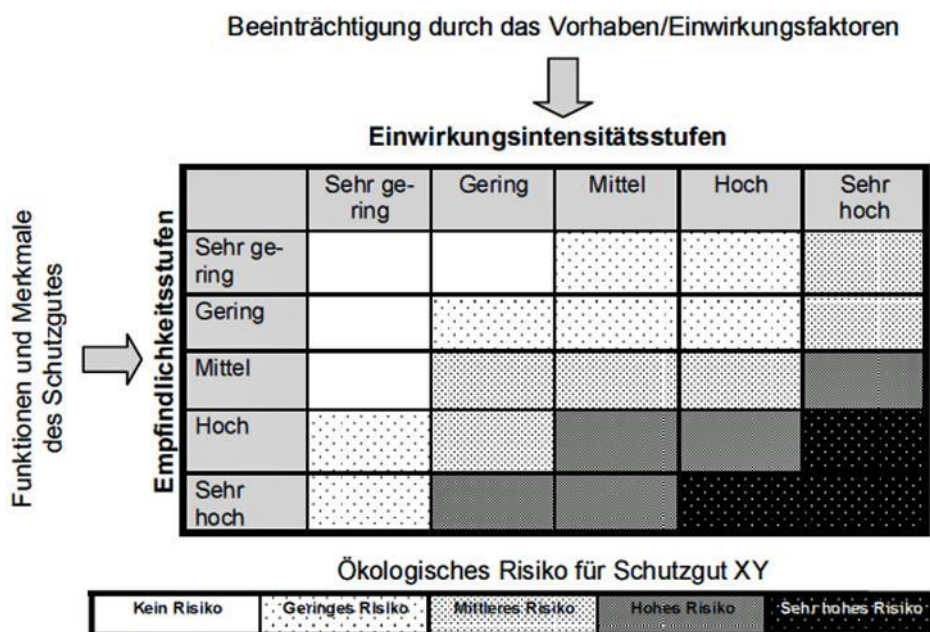 Beeinträchtigung durch das Vorhaben/Einwirkungsfaktoren
Einwirkungsintensitätsstufen
Funktionen und Merkmale
des Schutzgutes
Empfindlichkeitsstufen
Sehr ge-
ring
Gering
Mittel
Hoch
Sehr
hoch
Sehr ge-
ring
Gering
Mittel
Hoch
Sehr
hoch
Ökologisches Risiko für Schutzgut XY
Kein Risiko
Geringes Risiko
Mittleres Risiko
Hohes Risiko
Sehr hohes Risiko